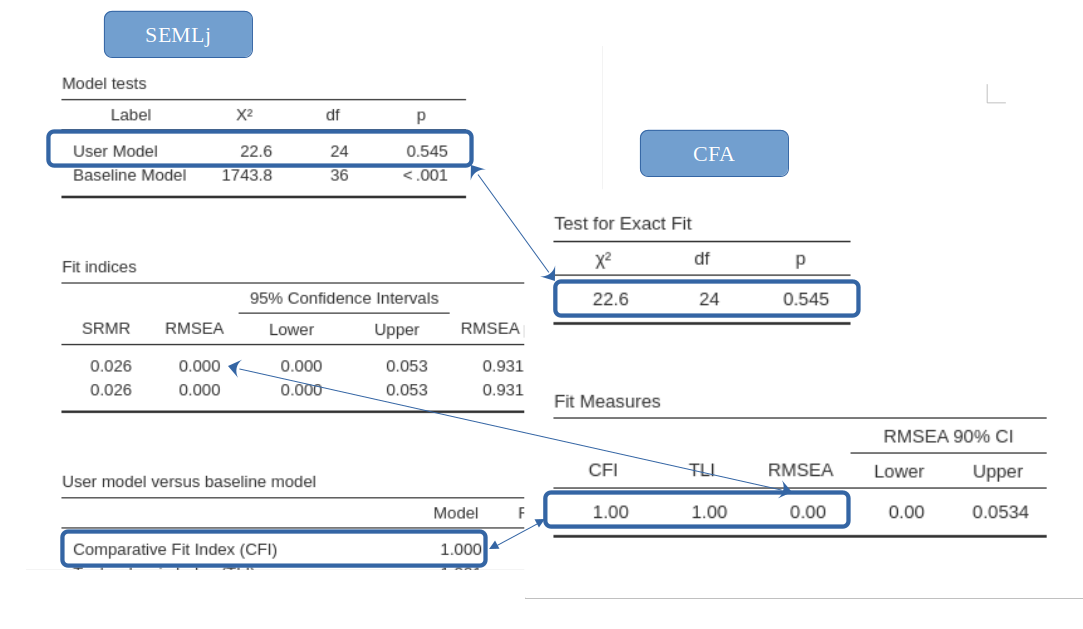 SEMLj
Model tests
Label X² df p
User Model 22.6 24 0.545
Baseline Model 1743.8 36 < .001
Fit indices
95% Confidence Intervals
SRMR RMSEA Lower Upper RMSEA
0.026 0.000 0.000 0.053 0.931
0.026 0.000 0.000 0.053 0.931
User model versus baseline model
Model
Comparative Fit Index (CFI) 1.000
CFA
Test for Exact Fit
χ² df p
22.6 24 0.545
Fit Measures
RMSEA 90% CI
CFI TLI RMSEA Lower Upper
1.00 1.00 0.00 0.00 0.0534